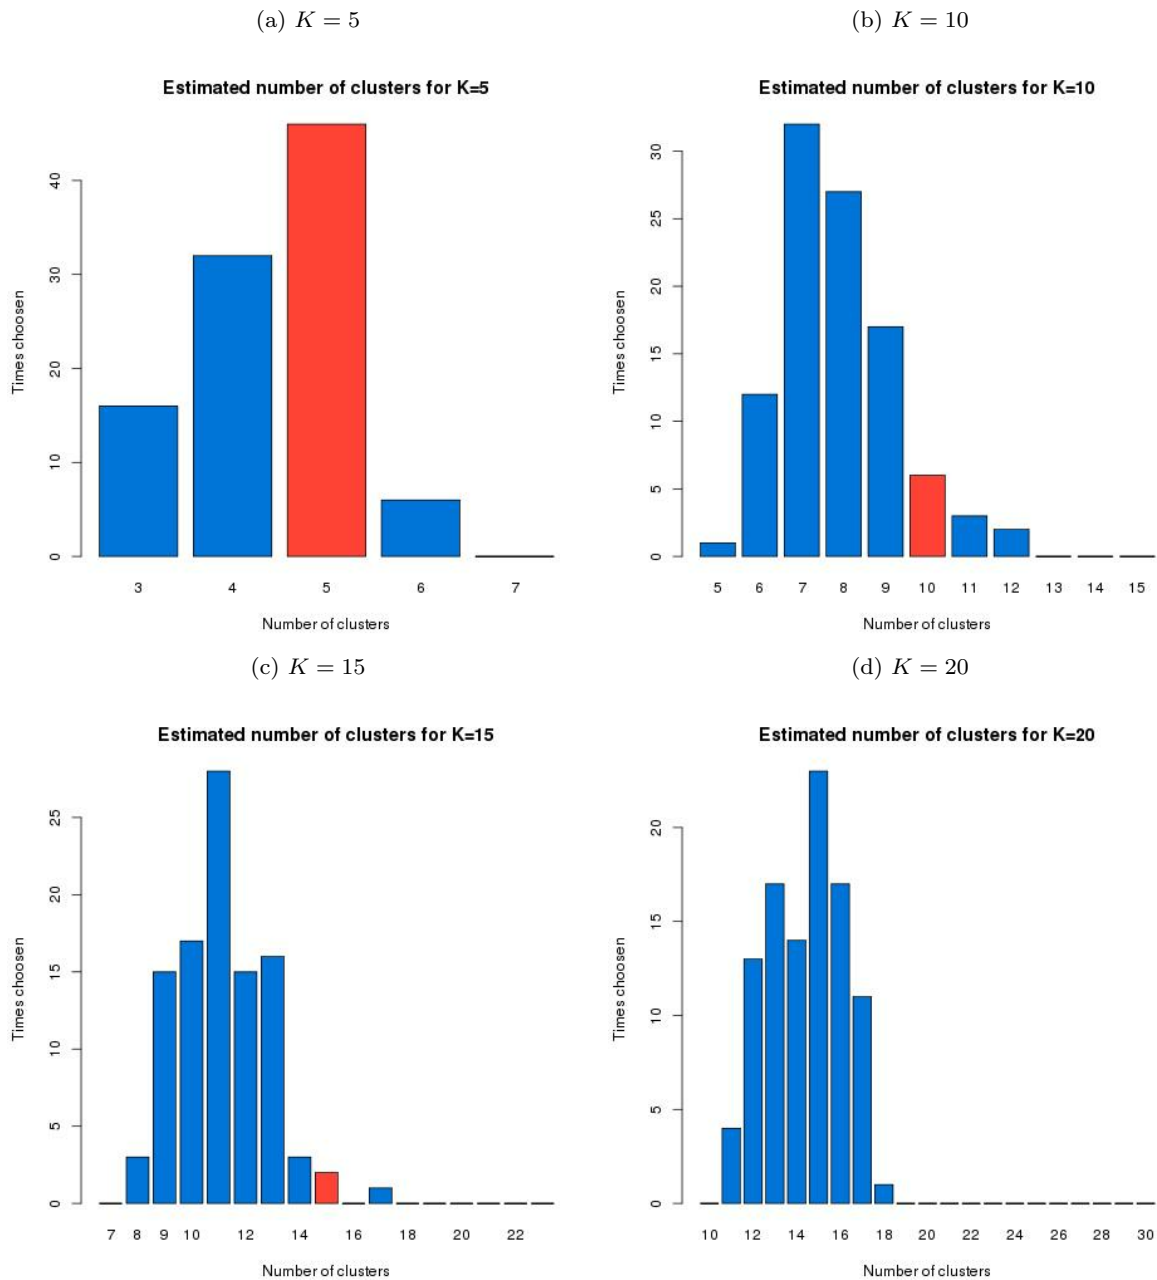 (a) K = 5
(b) K = 10
Estimated number of clusters for K=5
Estimated number of clusters for K=10
Times choosen
0
10
20
30
40
3 4 5 6 7
Number of clusters
Times choosen
0
5
10
15
20
25
30
5 6 7 8 9 10 11 12 13 14 15
Number of clusters
(c) K = 15
(d) K = 20
Estimated number of clusters for K=15
Estimated number of clusters for K=20
Times choosen
0
5
10
15
20
25
7 8 9 10 12 14 16 18 20 22
Number of clusters
Times choosen
0
5
10
15
20
10 12 14 16 18 20 22 24 26 28 30
Number of clusters